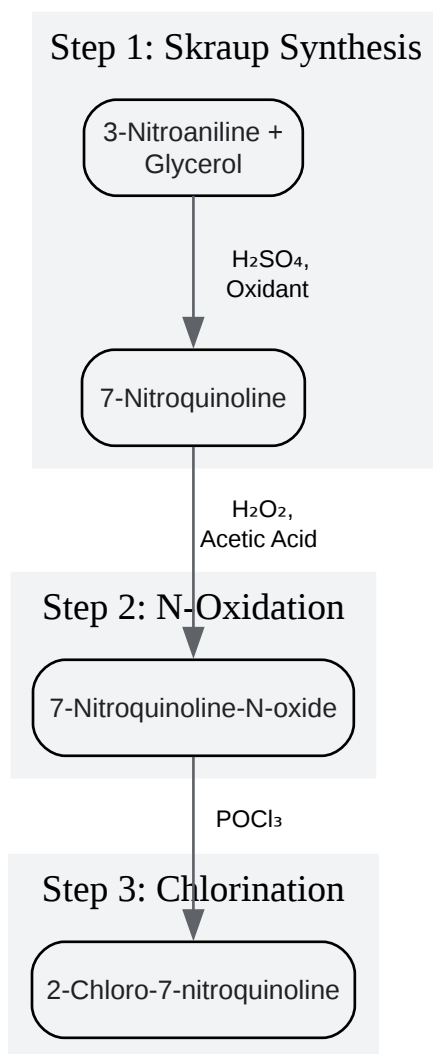 Step 1: Skraup Synthesis
3-Nitroaniline +
Glycerol
H₂SO₄,
Oxidant
7-Nitroquinoline
H₂O₂,
Acetic Acid
Step 2: N-Oxidation
7-Nitroquinoline-N-oxide
POCl₃
Step 3: Chlorination
2-Chloro-7-nitroquinoline